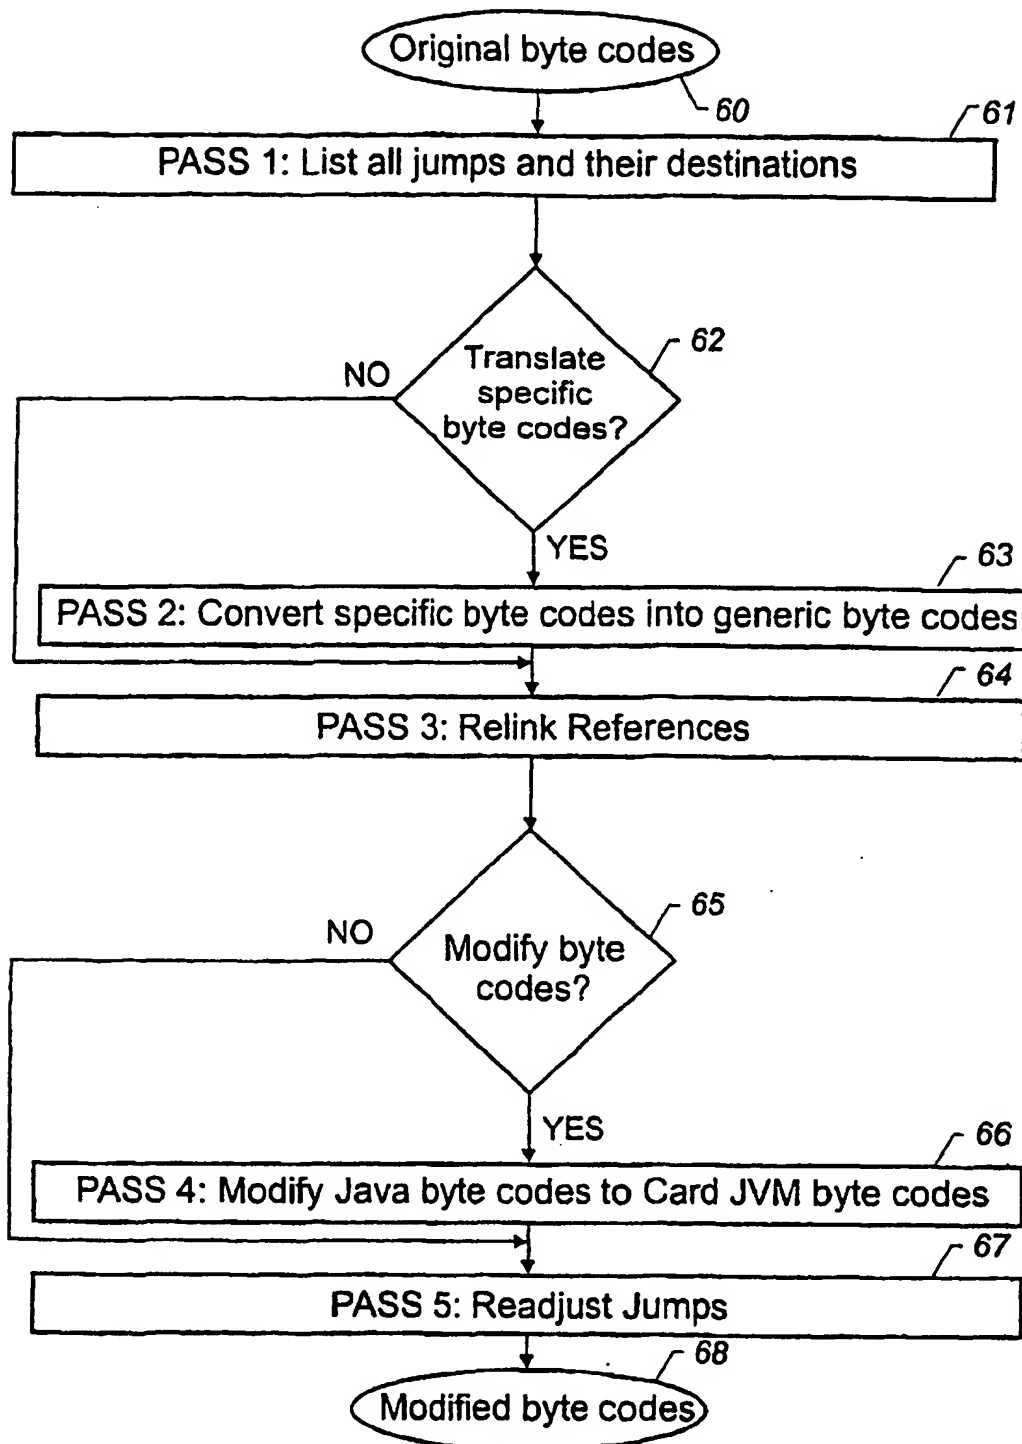 Original byte codes
60
61
PASS 1: List all jumps and their destinations
62
Translate
specific
byte codes?
NO
YES
63
PASS 2: Convert specific byte codes into generic byte codes
64
PASS 3: Relink References
65
NO
Modify byte
codes?
YES
66
PASS 4: Modify Java byte codes to Card JVM byte codes
67
PASS 5: Readjust Jumps
68
Modified byte codes